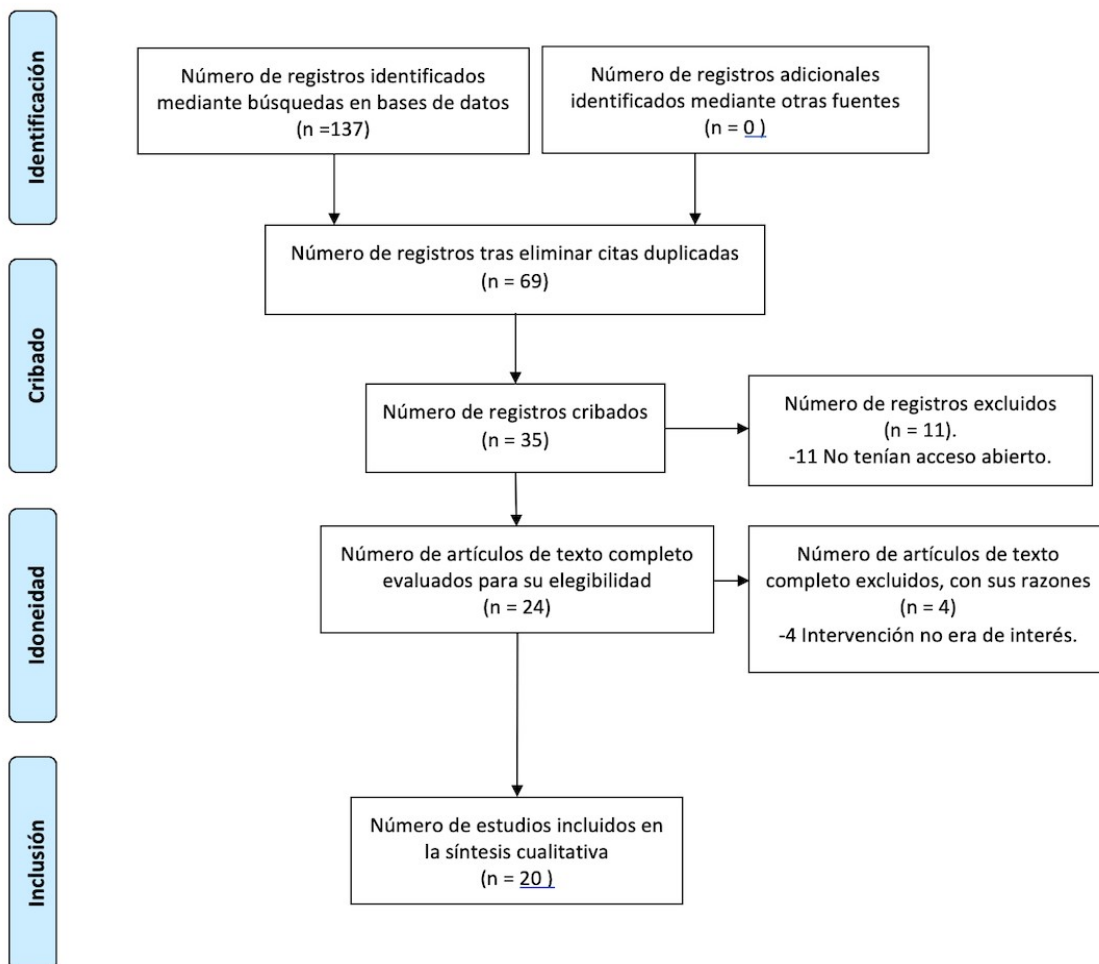 Identificación
Número de registros identificados
mediante búsquedas en bases de datos
(n =137)
Número de registros adicionales
identificados mediante otras fuentes
(n = 0 )
Número de registros tras eliminar citas duplicadas
(n = 69)
Cribado
Número de registros cribados
(n = 35)
Número de registros excluidos
(n = 11).
-11 No tenían acceso abierto.
Idoneidad
Número de artículos de texto completo
evaluados para su elegibilidad
(n = 24)
Número de artículos de texto
completo excluidos, con sus razones
(n = 4)
-4 Intervención no era de interés.
Inclusión
Número de estudios incluidos en
la síntesis cualitativa
(n = 20 )